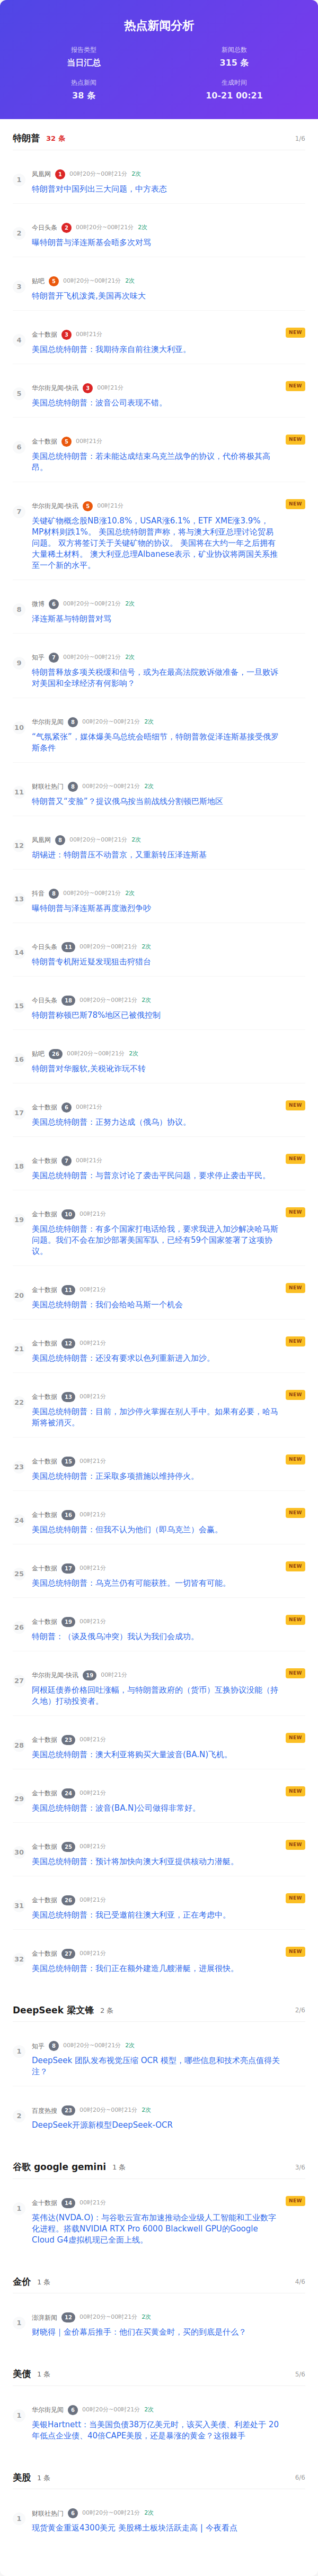 热点新闻分析
报告类型
新闻总数
当日汇总
315 条
热点新闻
生成时间
38 条
10-21 00:21
特朗普 32 条 1/6
1
凤凰网 1 00时20分~00时21分 2次
特朗普对中国列出三大问题，中方表态
2
今日头条 2 00时20分~00时21分 2次
曝特朗普与泽连斯基会晤多次对骂
3
贴吧 5 00时20分~00时21分 2次
特朗普开飞机泼粪,美国再次味大
4
金十数据 3 00时21分 NEW
美国总统特朗普：我期待亲自前往澳大利亚。
5
华尔街见闻-快讯 3 00时21分 NEW
美国总统特朗普：波音公司表现不错。
6
金十数据 5 00时21分 NEW
美国总统特朗普：若未能达成结束乌克兰战争的协议，代价将极其高
昂。
7
华尔街见闻-快讯 5 00时21分 NEW
关键矿物概念股NB涨10.8%，USAR涨6.1%，ETF XME涨3.9%，
MP材料则跌1%。 美国总统特朗普声称，将与澳大利亚总理讨论贸易
问题。 双方将签订关于关键矿物的协议。 美国将在大约一年之后拥有
大量稀土材料。 澳大利亚总理Albanese表示，矿业协议将两国关系推
至一个新的水平。
8
微博 6 00时20分~00时21分 2次
泽连斯基与特朗普对骂
9
知乎 7 00时20分~00时21分 2次
特朗普释放多项关税缓和信号，或为在最高法院败诉做准备，一旦败诉
对美国和全球经济有何影响？
10
华尔街见闻 8 00时20分~00时21分 2次
“气氛紧张”，媒体爆美乌总统会晤细节，特朗普敦促泽连斯基接受俄罗
斯条件
11
财联社热门 8 00时20分~00时21分 2次
特朗普又“变脸”？提议俄乌按当前战线分割顿巴斯地区
12
凤凰网 8 00时20分~00时21分 2次
胡锡进：特朗普压不动普京，又重新转压泽连斯基
13
抖音 8 00时20分~00时21分 2次
曝特朗普与泽连斯基再度激烈争吵
14
今日头条 11 00时20分~00时21分 2次
特朗普专机附近疑发现狙击狩猎台
15
今日头条 18 00时20分~00时21分 2次
特朗普称顿巴斯78%地区已被俄控制
16
贴吧 26 00时20分~00时21分 2次
特朗普对华服软,关税讹诈玩不转
17
金十数据 6 00时21分 NEW
美国总统特朗普：正努力达成（俄乌）协议。
18
金十数据 7 00时21分 NEW
美国总统特朗普：与普京讨论了袭击平民问题，要求停止袭击平民。
19
金十数据 10 00时21分 NEW
美国总统特朗普：有多个国家打电话给我，要求我进入加沙解决哈马斯
问题。我们不会在加沙部署美国军队，已经有59个国家签署了这项协
议。
20
金十数据 11 00时21分 NEW
美国总统特朗普：我们会给哈马斯一个机会
21
金十数据 12 00时21分 NEW
美国总统特朗普：还没有要求以色列重新进入加沙。
22
金十数据 13 00时21分 NEW
美国总统特朗普：目前，加沙停火掌握在别人手中。如果有必要，哈马
斯将被消灭。
23
金十数据 15 00时21分 NEW
美国总统特朗普：正采取多项措施以维持停火。
24
金十数据 16 00时21分 NEW
美国总统特朗普：但我不认为他们（即乌克兰）会赢。
25
金十数据 17 00时21分 NEW
美国总统特朗普：乌克兰仍有可能获胜。一切皆有可能。
26
金十数据 19 00时21分 NEW
特朗普：（谈及俄乌冲突）我认为我们会成功。
27
华尔街见闻-快讯 19 00时21分 NEW
阿根廷债券价格回吐涨幅，与特朗普政府的（货币）互换协议没能（持
久地）打动投资者。
28
金十数据 23 00时21分 NEW
美国总统特朗普：澳大利亚将购买大量波音(BA.N)飞机。
29
金十数据 24 00时21分 NEW
美国总统特朗普：波音(BA.N)公司做得非常好。
30
金十数据 25 00时21分 NEW
美国总统特朗普：预计将加快向澳大利亚提供核动力潜艇。
31
金十数据 26 00时21分 NEW
美国总统特朗普：我已受邀前往澳大利亚，正在考虑中。
32
金十数据 27 00时21分 NEW
美国总统特朗普：我们正在额外建造几艘潜艇，进展很快。
DeepSeek 梁文锋 2 条 2/6
1
知乎 8 00时20分~00时21分 2次
DeepSeek 团队发布视觉压缩 OCR 模型，哪些信息和技术亮点值得关
注？
2
百度热搜 23 00时20分~00时21分 2次
DeepSeek开源新模型DeepSeek-OCR
谷歌 google gemini 1 条 3/6
1
金十数据 14 00时21分 NEW
英伟达(NVDA.O)：与谷歌云宣布加速推动企业级人工智能和工业数字
化进程。搭载NVIDIA RTX Pro 6000 Blackwell GPU的Google
Cloud G4虚拟机现已全面上线。
金价 1 条 4/6
1
澎湃新闻 12 00时20分~00时21分 2次
财晓得｜金价幕后推手：他们在买黄金时，买的到底是什么？
美债 1 条 5/6
1
华尔街见闻 6 00时20分~00时21分 2次
美银Hartnett：当美国负债38万亿美元时，该买入美债、利差处于 20
年低点企业债、40倍CAPE美股，还是暴涨的黄金？这很棘手
美股 1 条 6/6
1
财联社热门 6 00时20分~00时21分 2次
现货黄金重返4300美元 美股稀土板块活跃走高 | 今夜看点